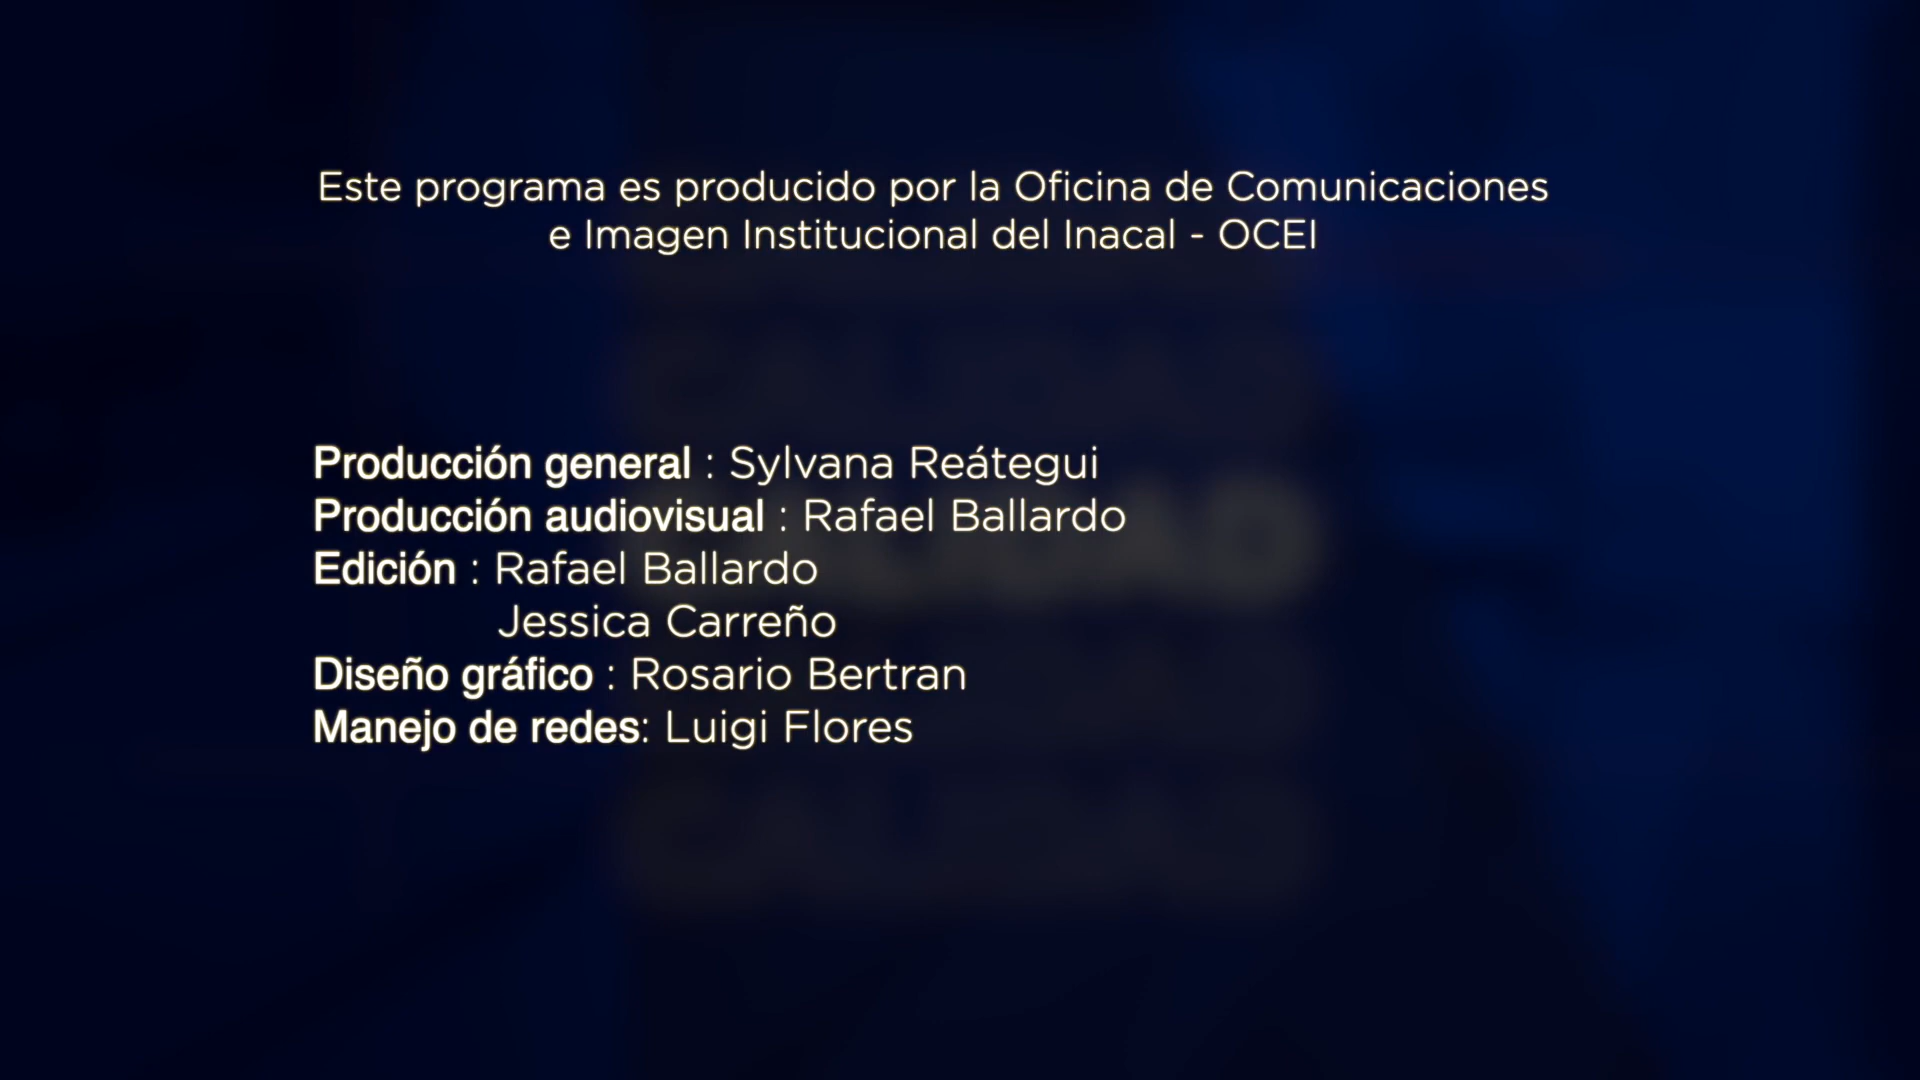 Este programa es producido por la Oficina de Comunicaciones
e Imagen Institucional del Inacal - OCEI
Producción general : Sylvana Reátegui
Producción audiovisual : Rafael Ballardo
Edición : Rafael Ballardo
Jessica Carreño
Diseño gráfico : Rosario Bertran
Manejo de redes: Luigi Flores